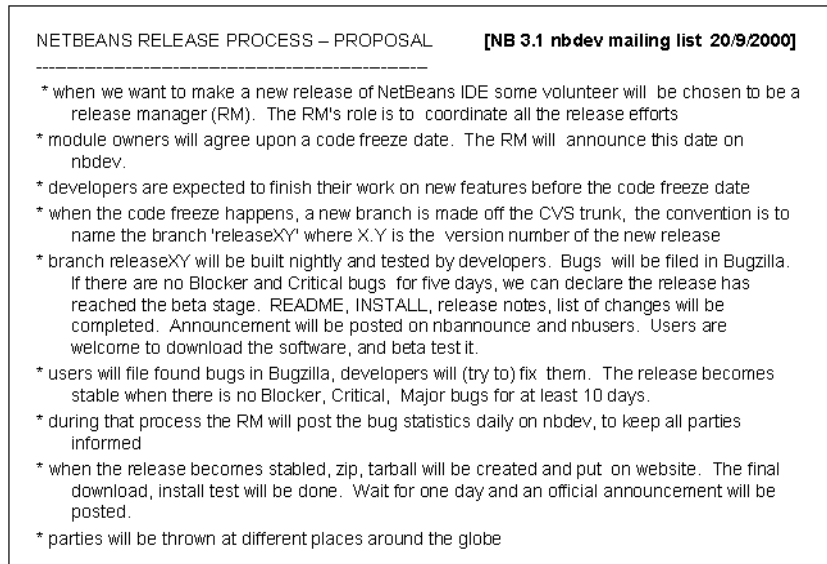 NETBEANS RELEASE PROCESS – PROPOSAL [NB 3.1 nbdev mailing list 20/9/2000]
----------------------------------------------------
* when we want to make a new release of NetBeans IDE some volunteer will be chosen to be a
release manager (RM). The RM's role is to coordinate all the release efforts
* module owners will agree upon a code freeze date. The RM will announce this date on
nbdev.
* developers are expected to finish their work on new features before the code freeze date
* when the code freeze happens, a new branch is made off the CVS trunk, the convention is to
name the branch 'releaseXY' where X.Y is the version number of the new release
* branch releaseXY will be built nightly and tested by developers. Bugs will be filed in Bugzilla.
If there are no Blocker and Critical bugs for five days, we can declare the release has
reached the beta stage. README, INSTALL, release notes, list of changes will be
completed. Announcement will be posted on nbannounce and nbusers. Users are
welcome to download the software, and beta test it.
* users will file found bugs in Bugzilla, developers will (try to) fix them. The release becomes
stable when there is no Blocker, Critical, Major bugs for at least 10 days.
* during that process the RM will post the bug statistics daily on nbdev, to keep all parties
informed
* when the release becomes stabled, zip, tarball will be created and put on website. The final
download, install test will be done. Wait for one day and an official announcement will be
posted.
* parties will be thrown at different places around the globe